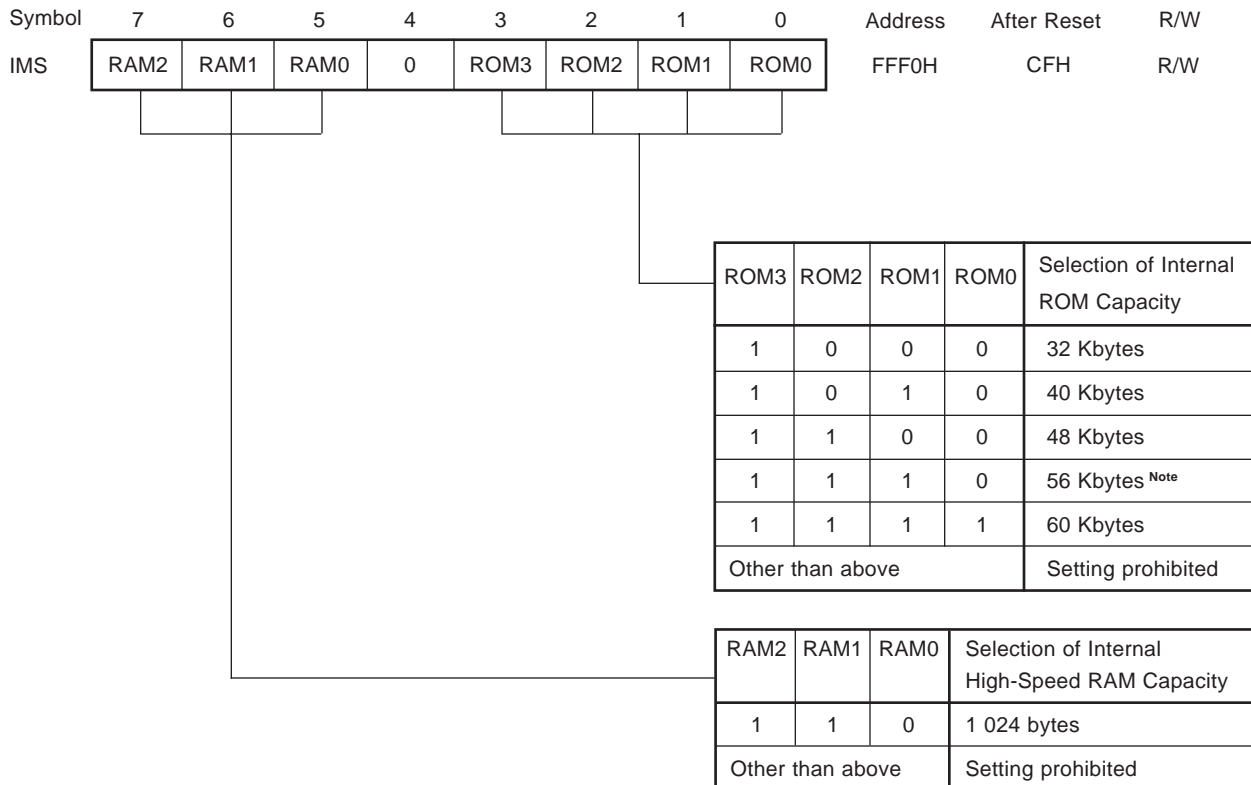 Symbol 7 6 5 4 3 2 1 0 Address After Reset R/W
IMS RAM2 RAM1 RAM0 0 ROM3 ROM2 ROM1 ROM0 FFF0H CFH R/W
ROM3 ROM2 ROM1 ROM0 Selection of Internal
ROM Capacity
1 0 0 0 32 Kbytes
1 0 1 0 40 Kbytes
1 1 0 0 48 Kbytes
1 1 1 0 56 Kbytes Note
1 1 1 1 60 Kbytes
Other than above Setting prohibited
RAM2 RAM1 RAM0 Selection of Internal
High-Speed RAM Capacity
1 1 0 1 024 bytes
Other than above Setting prohibited